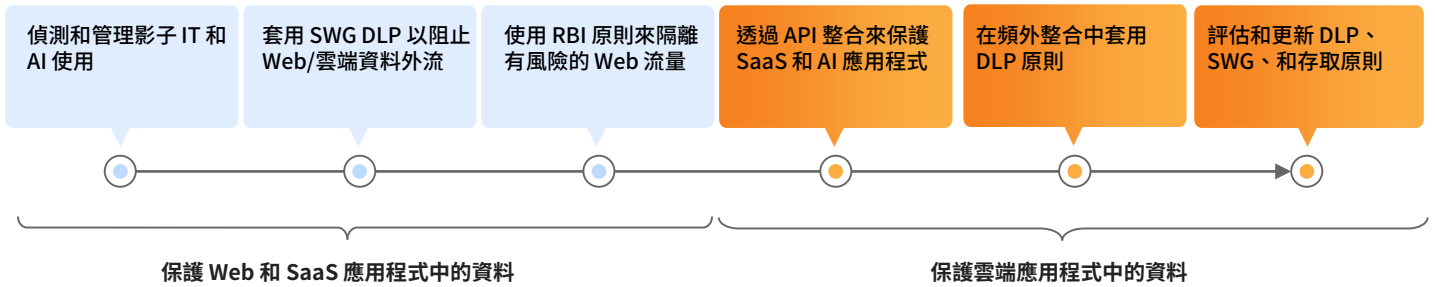 偵測和管理影子 IT 和
AI 使用
套用 SWG DLP 以阻止
Web/雲端資料外流
使用 RBI 原則來隔離
有風險的 Web 流量
透過 API 整合來保護
SaaS 和 AI 應用程式
在頻外整合中套用
DLP 原則
評估和更新 DLP、
SWG、和存取原則
保護 Web 和 SaaS 應用程式中的資料
保護雲端應用程式中的資料